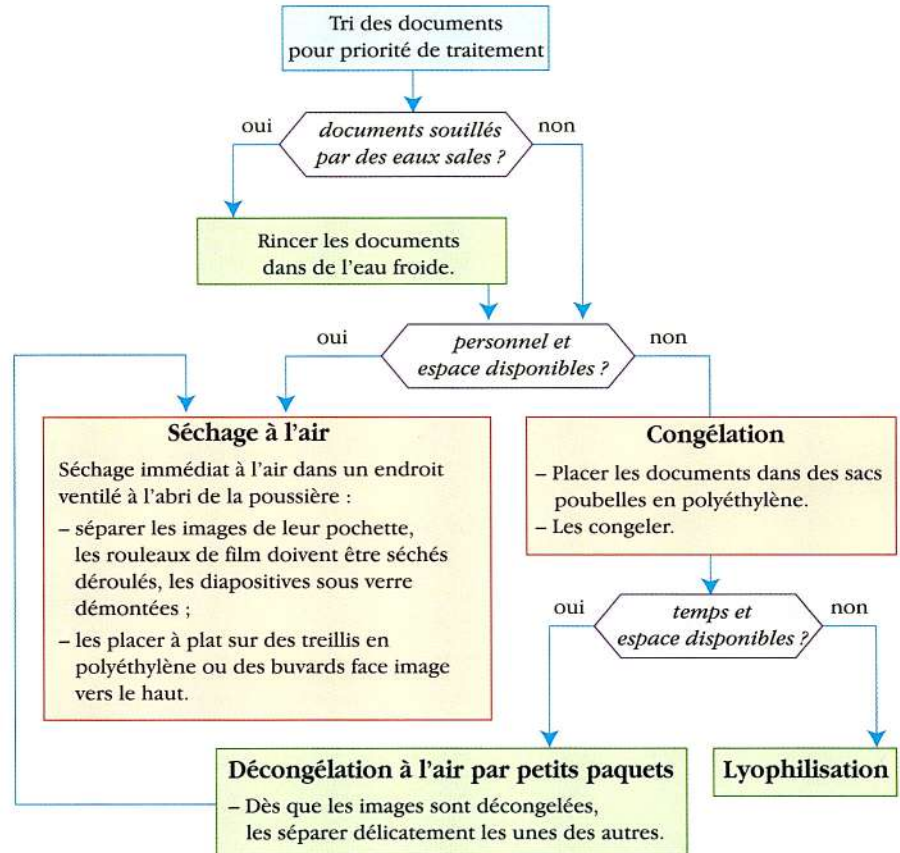 Tri des documents
pour priorité de traitement
oui
documents souillés
par des eaux sales ?
non
Rincer les documents
dans de l'eau froide.
oui
personnel et
espace disponibles ?
non
Séchage à l'air
Séchage immédiat à l'air dans un endroit
ventilé à l'abri de la poussière :
– séparer les images de leur pochette,
les rouleaux de film doivent être séchés
déroulés, les diapositives sous verre
démontées ;
– les placer à plat sur des treillis en
polyéthylène ou des buvards face image
vers le haut.
Congélation
– Placer les documents dans des sacs
poubelles en polyéthylène.
– Les congeler.
oui
temps et
espace disponibles ?
non
Décongélation à l'air par petits paquets
– Dès que les images sont décongelées,
les séparer délicatement les unes des autres.
Lyophilisation